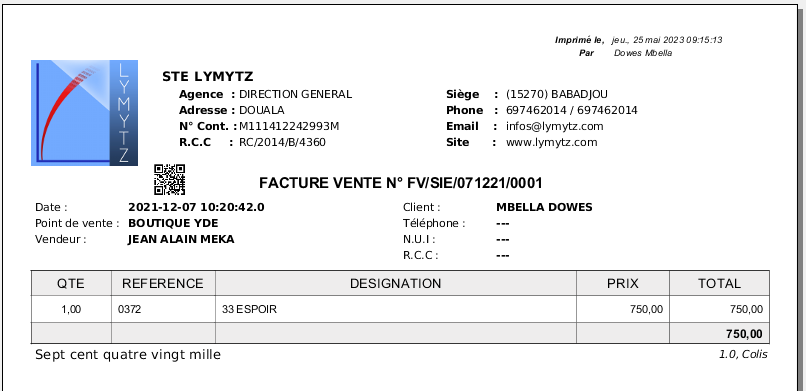 Imprimé le, jeu., 25 mai 2023 09:15:13
Par Dowes Mbella
LYMYTZ
STE LYMYTZ
Agence : DIRECTION GENERAL Siège : (15270) BABADJOU
Adresse : DOUALA Phone : 697462014 / 697462014
N° Cont. : M111412242993M Email : infos@lymytz.com
R.C.C : RC/2014/B/4360 Site : www.lymytz.com
FACTURE VENTE N° FV/SIE/071221/0001
Date : 2021-12-07 10:20:42.0 Client : MBELLA DOWES
Point de vente : BOUTIQUE YDE Téléphone : ---
Vendeur : JEAN ALAIN MEKA N.U.I : ---
R.C.C : ---
QTE REFERENCE DESIGNATION PRIX TOTAL
1,00 0372 33 ESPOIR 750,00 750,00
750,00
Sept cent quatre vingt mille 1.0, Colis